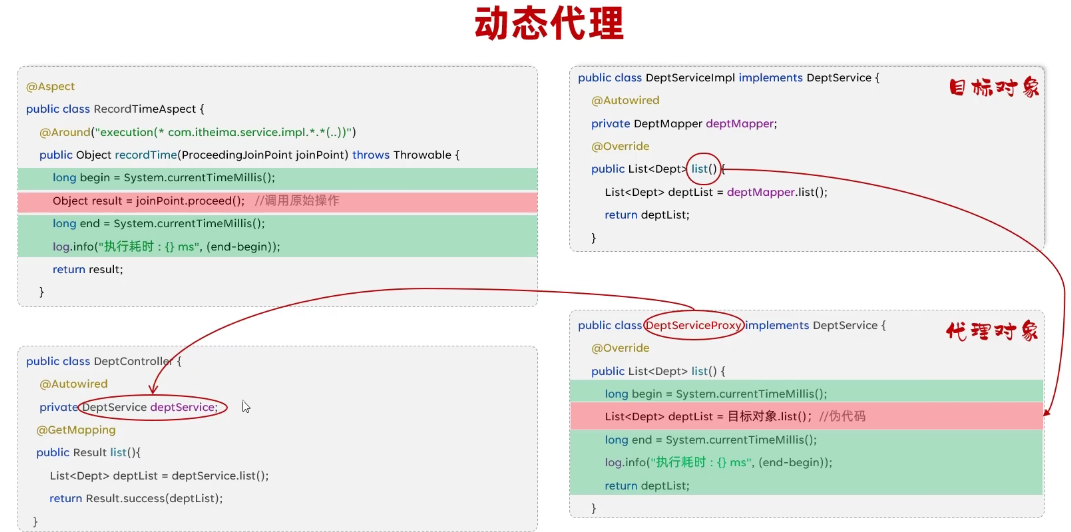 动态代理
@Aspect
public class RecordTimeAspect {
@Around("execution(* com.itheima.service.impl.*.*(..))")
public Object recordTime(ProceedingJoinPoint joinPoint) throws Throwable {
long begin = System.currentTimeMillis();
Object result = joinPoint.proceed(); //调用原始操作
long end = System.currentTimeMillis();
log.info("执行耗时 : {} ms", (end-begin));
return result;
}
public class DeptServiceImpl implements DeptService {
目标对象
@Autowired
private DeptMapper deptMapper;
@Override
public List<Dept> list() {
List<Dept> deptList = deptMapper.list();
return deptList;
}
public class DeptController {
@Autowired
private DeptService deptService;
@GetMapping
public Result list(){
List<Dept> deptList = deptService.list();
return Result.success(deptList);
}
public class DeptServiceProxy implements DeptService {
代理对象
@Override
public List<Dept> list() {
long begin = System.currentTimeMillis();
List<Dept> deptList = 目标对象.list(); //伪代码
long end = System.currentTimeMillis();
log.info("执行耗时 : {} ms", (end-begin));
return deptList;
}